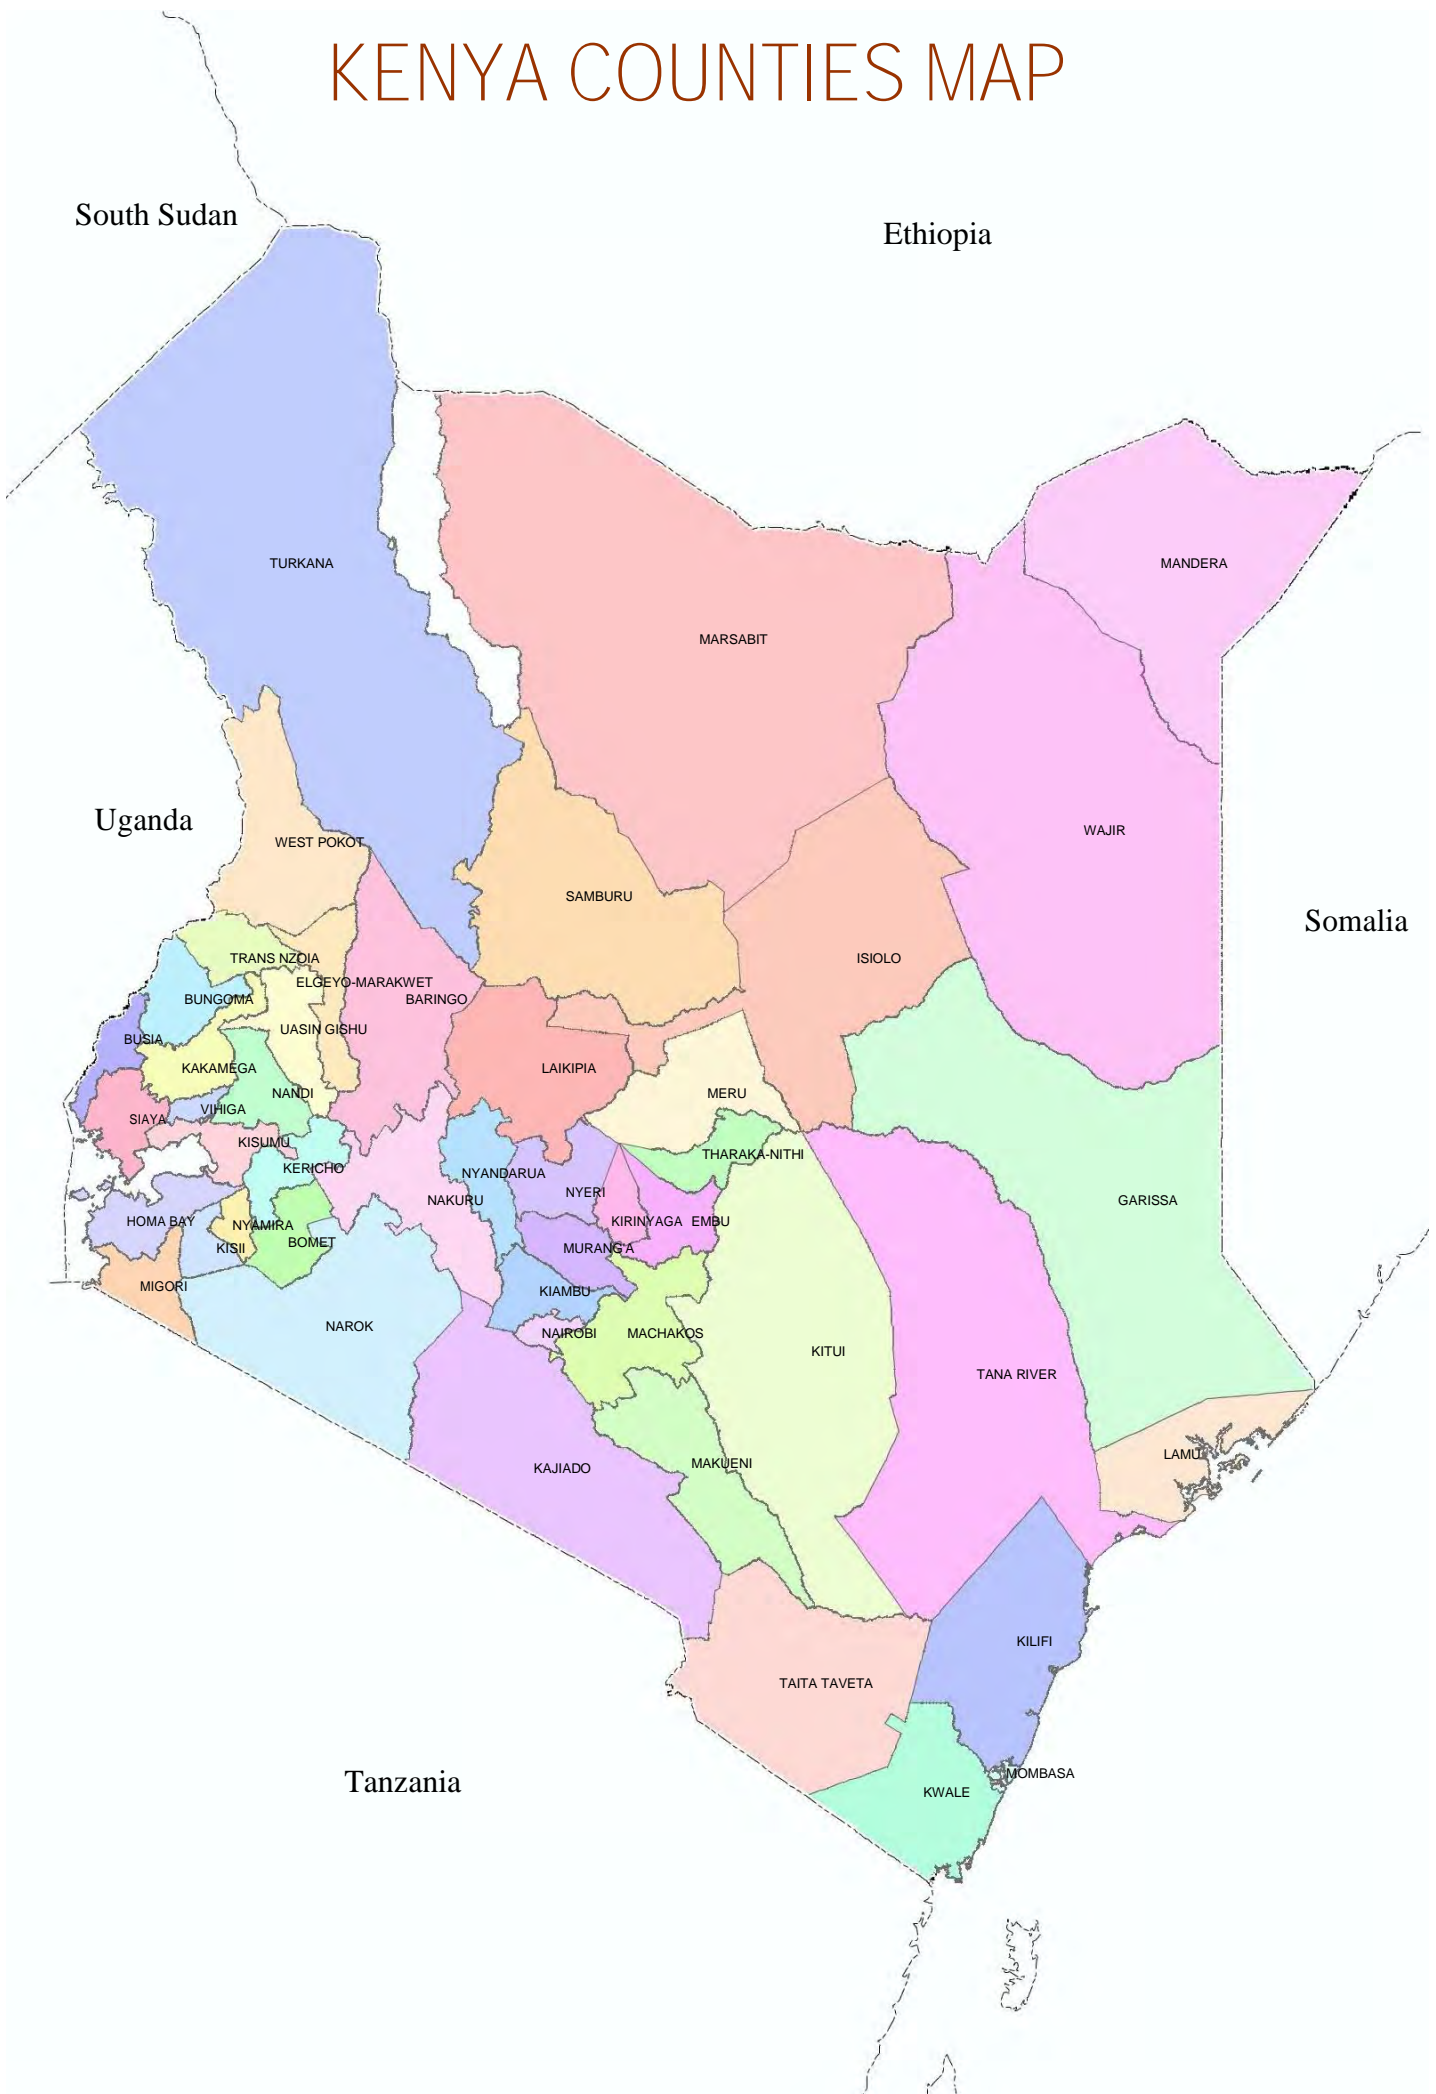 KENYA COUNTIES MAP
South Sudan
Ethiopia
TURKANA
MANDERA
MARSABIT
Uganda
WAJIR
WEST POKOT
SAMBURU
Somalia
TRANS NZOIA
ISIOLO
ELGEYO-MARAKWET
BUNGOMA
BARINGO
UASIN GISHU
BUSIA
KAKAMEGA
LAIKIPIA
NANDI
MERU
VIHIGA
SIAYA
KISUMU
THARAKA-NITHI
KERICHO
NYANDARUA
NYERI
NAKURU
GARISSA
HOMA BAY
NYAMIRA
KIRINYAGA
EMBU
BOMET
KISII
MURANG'A
MIGORI
KIAMBU
NAROK
NAIROBI
MACHAKOS
KITUI
TANA RIVER
LAMU
KAJIADO
MAKUENI
KILIFI
TAITA TAVETA
Tanzania
MOMBASA
KWALE